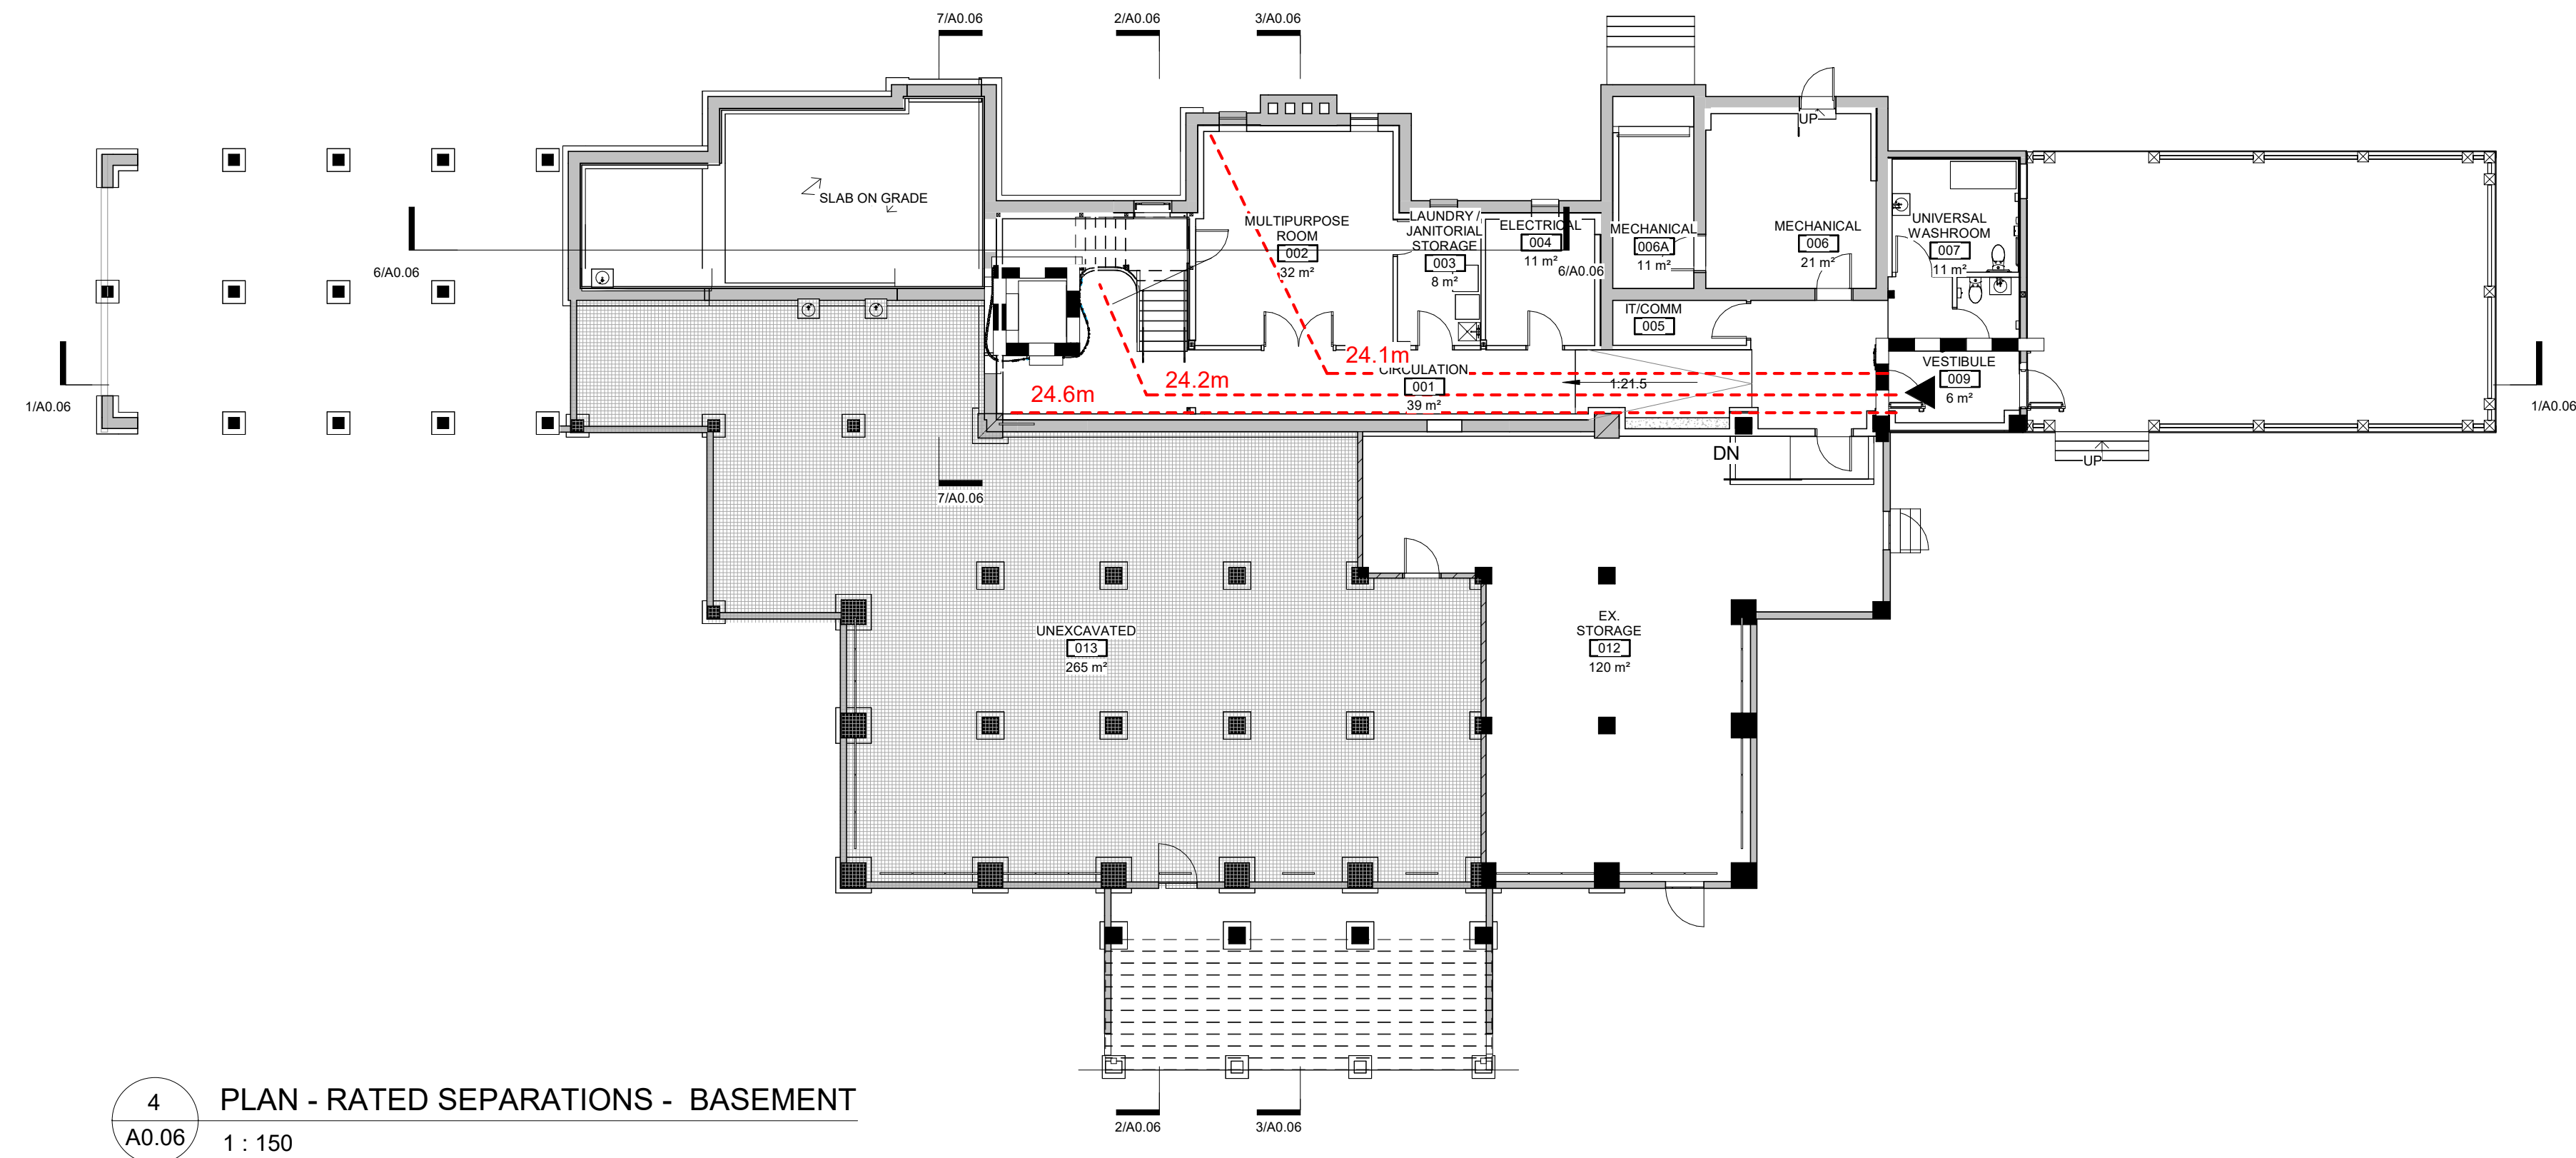 7/A0.06
2/A0.06
3/A0.06
UP
SLAB ON GRADE
MULTIPURPOSE
ROOM
002
32 m²
LAUNDRY /
JANITORIAL
STORAGE
003
8 m²
ELECTRICAL
004
11 m²
6/A0.06
MECHANICAL
006A
11 m²
MECHANICAL
006
21 m²
UNIVERSAL
WASHROOM
007
11 m²
6/A0.06
IT/COMM
005
24.1m
24.2m
24.6m
CIRCULATION
001
39 m²
1:21.5
VESTIBULE
009
6 m²
1/A0.06
1/A0.06
DN
UP
7/A0.06
UNEXCAVATED
013
265 m²
EX.
STORAGE
012
120 m²
4
A0.06
PLAN - RATED SEPARATIONS - BASEMENT
1 : 150
2/A0.06
3/A0.06